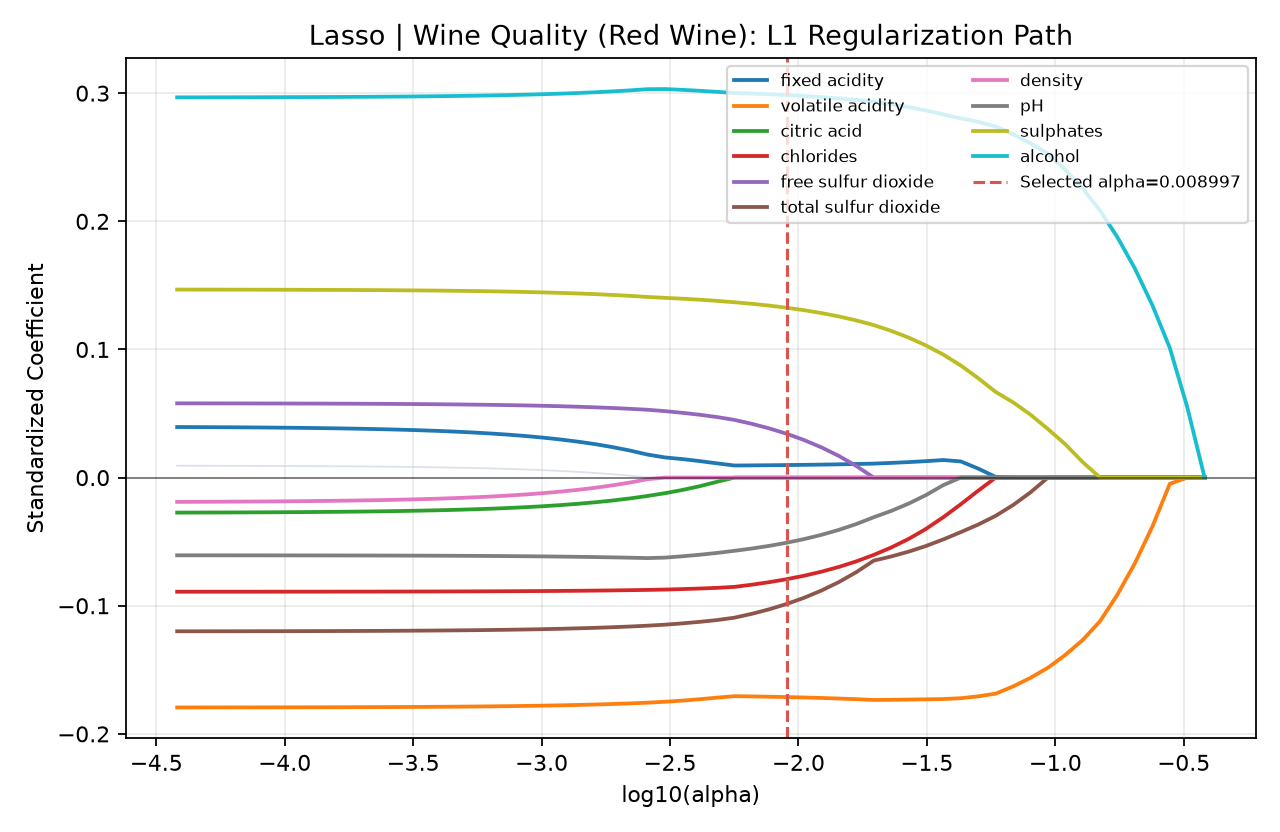 Lasso | Wine Quality (Red Wine): L1 Regularization Path
fixed acidity
volatile acidity
citric acid
chlorides
free sulfur dioxide
total sulfur dioxide
density
pH
sulphates
alcohol
Selected alpha=0.008997
Standardized Coefficient
0.3
0.2
0.1
0.0
−0.1
−0.2
−4.5
−4.0
−3.5
−3.0
−2.5
−2.0
−1.5
−1.0
−0.5
log10(alpha)